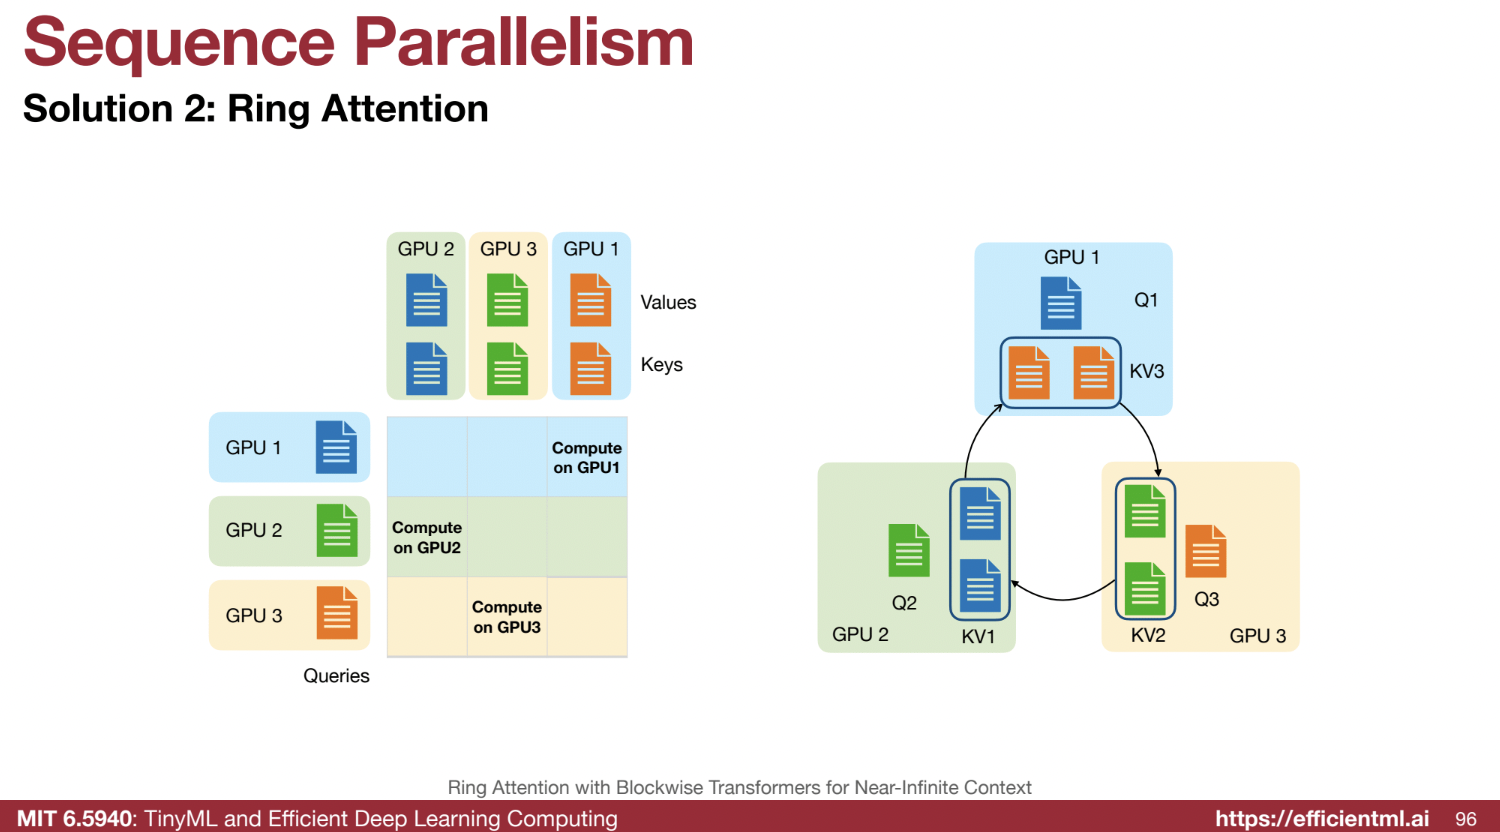 Sequence Parallelism
Solution 2: Ring Attention
GPU 2 GPU 3 GPU 1
Values
Keys
GPU 1
GPU 2
GPU 3
Queries
Compute
on GPU1
Compute
on GPU2
Compute
on GPU3
GPU 1
Q1
KV3
Q2
GPU 2
KV1
KV2
Q3
GPU 3
Ring Attention with Blockwise Transformers for Near-Infinite Context
MIT 6.5940: TinyML and Efficient Deep Learning Computing
https://efficientml.ai 96